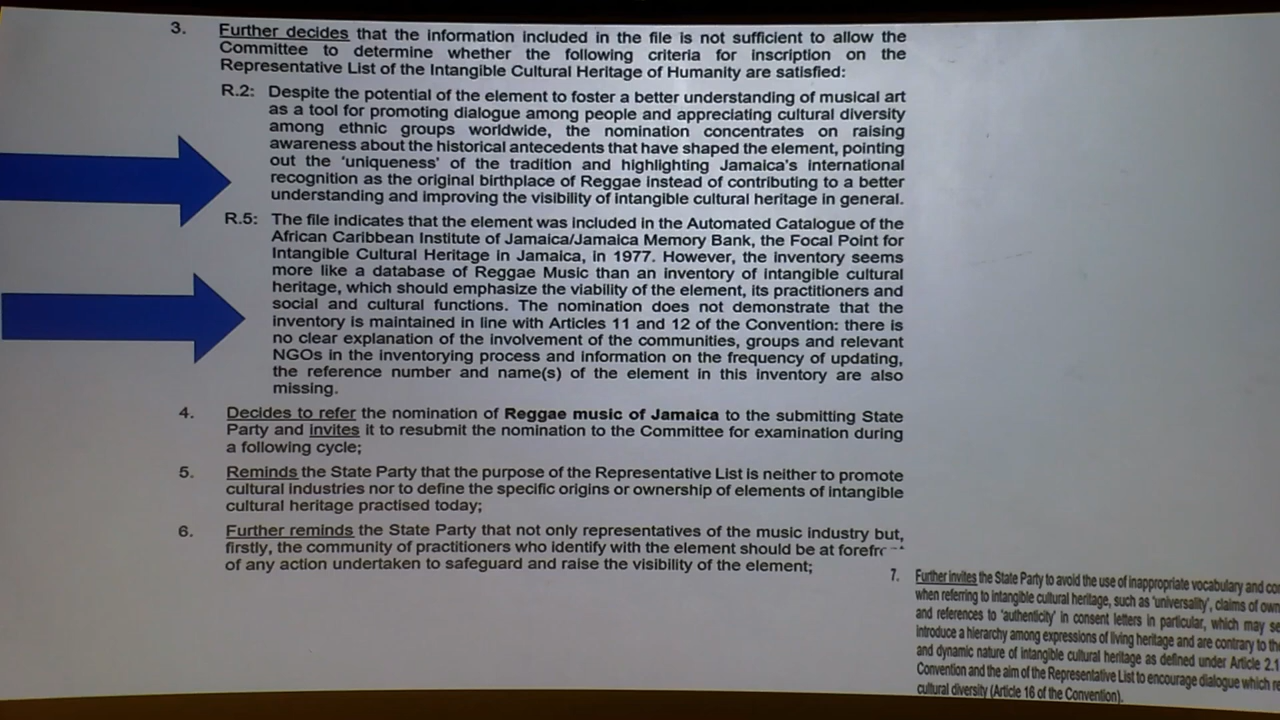 3. Further decides that the information included in the file is not sufficient to allow the
Committee to determine whether the following criteria for inscription on the
Representative List of the Intangible Cultural Heritage of Humanity are satisfied:
R.2: Despite the potential of the element to foster a better understanding of musical art
as a tool for promoting dialogue among people and appreciating cultural diversity
among ethnic groups worldwide, the nomination concentrates on raising
awareness about the historical antecedents that have shaped the element, pointing
out the 'uniqueness' of the tradition and highlighting Jamaica's international
recognition as the original birthplace of Reggae instead of contributing to a better
understanding and improving the visibility of intangible cultural heritage in general.
R.5: The file indicates that the element was included in the Automated Catalogue of the
African Caribbean Institute of Jamaica/Jamaica Memory Bank, the Focal Point for
Intangible Cultural Heritage in Jamaica, in 1977. However, the inventory seems
more like a database of Reggae Music than an inventory of intangible cultural
heritage, which should emphasize the viability of the element, its practitioners and
social and cultural functions. The nomination does not demonstrate that the
inventory is maintained in line with Articles 11 and 12 of the Convention: there is
no clear explanation of the involvement of the communities, groups and relevant
NGOs in the inventorying process and information on the frequency of updating,
the reference number and name(s) of the element in this inventory are also
missing.
4. Decides to refer the nomination of Reggae music of Jamaica to the submitting State
Party and invites it to resubmit the nomination to the Committee for examination during
a following cycle;
5. Reminds the State Party that the purpose of the Representative List is neither to promote
cultural industries nor to define the specific origins or ownership of elements of intangible
cultural heritage practised today;
6. Further reminds the State Party that not only representatives of the music industry but,
firstly, the community of practitioners who identify with the element should be at forefr
of any action undertaken to safeguard and raise the visibility of the element;
7. Further invites the State Party to avoid the use of inappropriate vocabulary and co
when referring to intangible cultural heritage, such as 'universality', claims of own
and references to 'authenticity' in consent letters in particular, which may se
introduce a hierarchy among expressions of living heritage and are contrary to th
and dynamic nature of intangible cultural heritage as defined under Article 2.1
Convention and the aim of the Representative List to encourage dialogue which re
cultural diversity (Article 16 of the Convention).